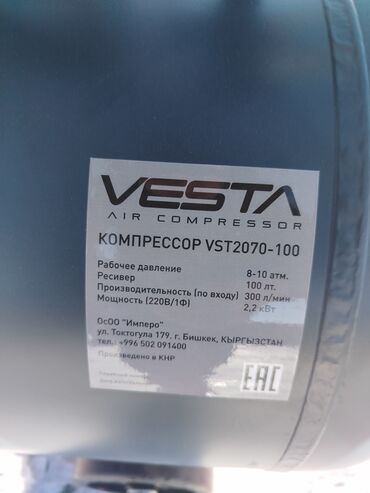 VESTA
AIR COMPRESSOR
КОМПРЕССОР VST2070-100
Рабочее давление 8-10 атм.
Ресивер 100 лт.
Производительность (по входу) 300 л/мин
Мощность (220В/1Ф) 2,2 кВт
ОсОО "Имперо"
ул. Токтогула 179. г. Бишкек, КЫРГЫЗСТАН
тел.: +996 502 091400
Произведено в КНР
EAC